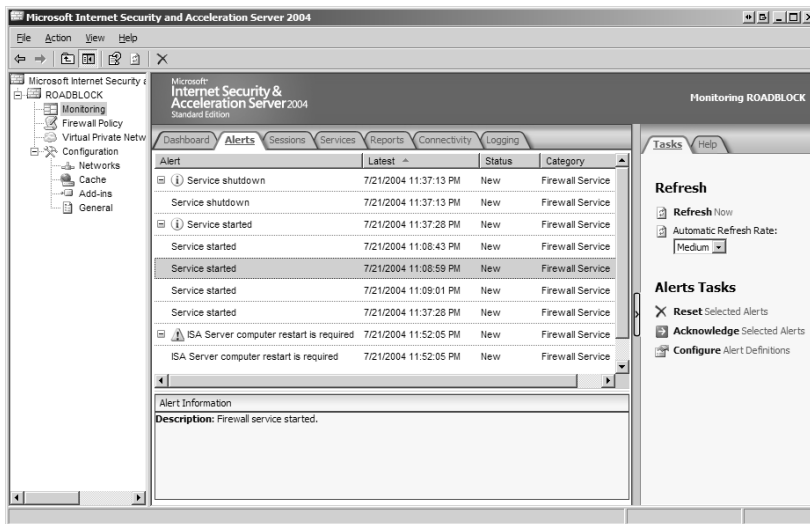 Microsoft Internet Security and Acceleration Server 2004
File Action View Help
Microsoft Internet Security
ROADBLOCK
Monitoring
Firewall Policy
Virtual Private Netw
Configuration
Networks
Cache
Add-ins
General
Microsoft
Internet Security &
Acceleration Server 2004
Standard Edition
Monitoring ROADBLOCK
Dashboard Alerts Sessions Services Reports Connectivity Logging
Alert Latest Status Category
Service shutdown 7/21/2004 11:37:13 PM New Firewall Service
Service shutdown 7/21/2004 11:37:13 PM New Firewall Service
Service started 7/21/2004 11:37:28 PM New Firewall Service
Service started 7/21/2004 11:08:43 PM New Firewall Service
Service started 7/21/2004 11:08:59 PM New Firewall Service
Service started 7/21/2004 11:09:01 PM New Firewall Service
Service started 7/21/2004 11:37:28 PM New Firewall Service
ISA Server computer restart is required 7/21/2004 11:52:05 PM New Firewall Service
ISA Server computer restart is required 7/21/2004 11:52:05 PM New Firewall Service
Alert Information
Description: Firewall service started.
Tasks Help
Refresh
Refresh Now
Automatic Refresh Rate:
Medium
Alerts Tasks
Reset Selected Alerts
Acknowledge Selected Alerts
Configure Alert Definitions